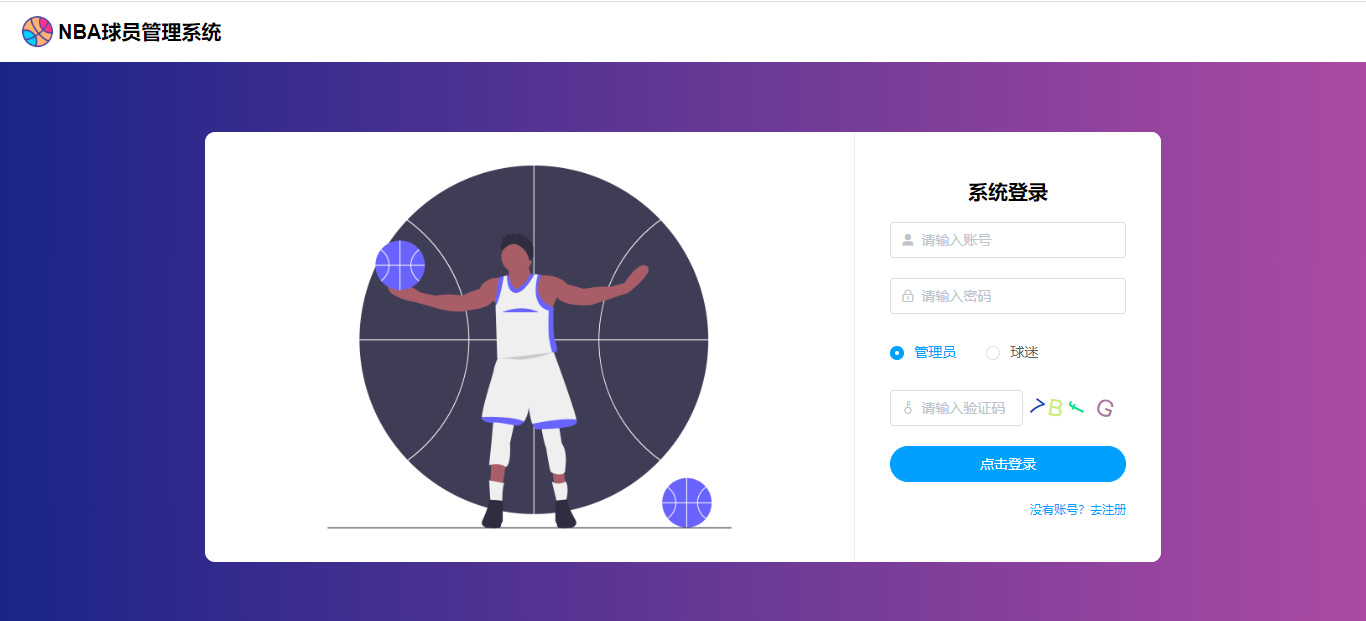 NBA球员管理系统
系统登录
请输入账号
请输入密码
管理员 球迷
请输入验证码
点击登录
没有账号？去注册